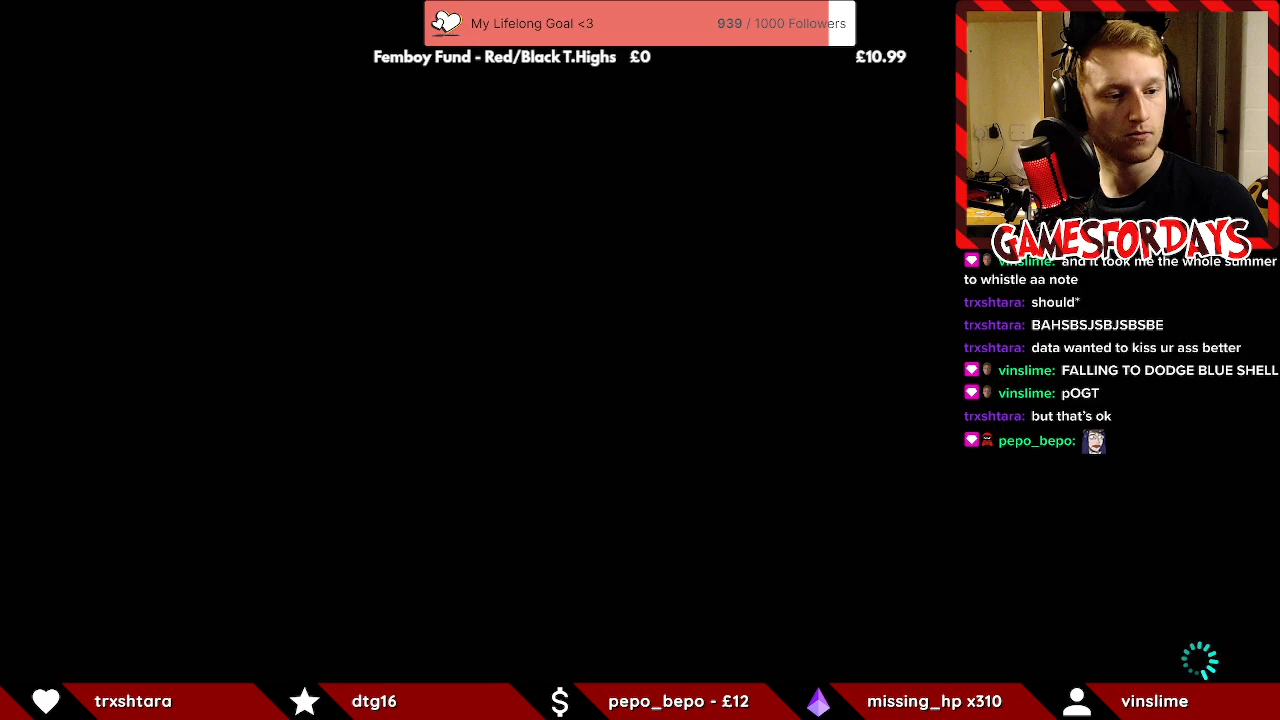 My Lifelong Goal <3 939 / 1000 Followers
Femboy Fund - Red/Black T.Highs £0 £10.99
GAMESFORDAYS
vinslime: and it took me the whole summer
to whistle aa note
trxshtara: should*
trxshtara: BAHSBSJSBJSBSBE
trxshtara: data wanted to kiss ur ass better
vinslime: FALLING TO DODGE BLUE SHELL
vinslime: pOGT
trxshtara: but that’s ok
pepo_bepo:
trxshtara dtg16 pepo_bepo - £12 missing_hp x310 vinslime